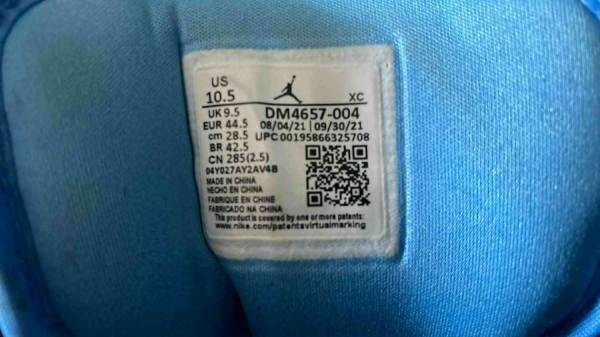 US
10.5
XC
UK 9.5 DM4657-004
EUR 44.5 08/04/21 09/30/21
cm 28.5 UPC 00195866325708
BR 42.5
CN 285(2.5)
04Y027AY2AV4B
MADE IN CHINA
HECHO EN CHINA
FABRIQUE EN CHINE
FABRICADO NA CHINA
This product is covered by one or more patents:
www.nike.com/patentsvirtualmarking